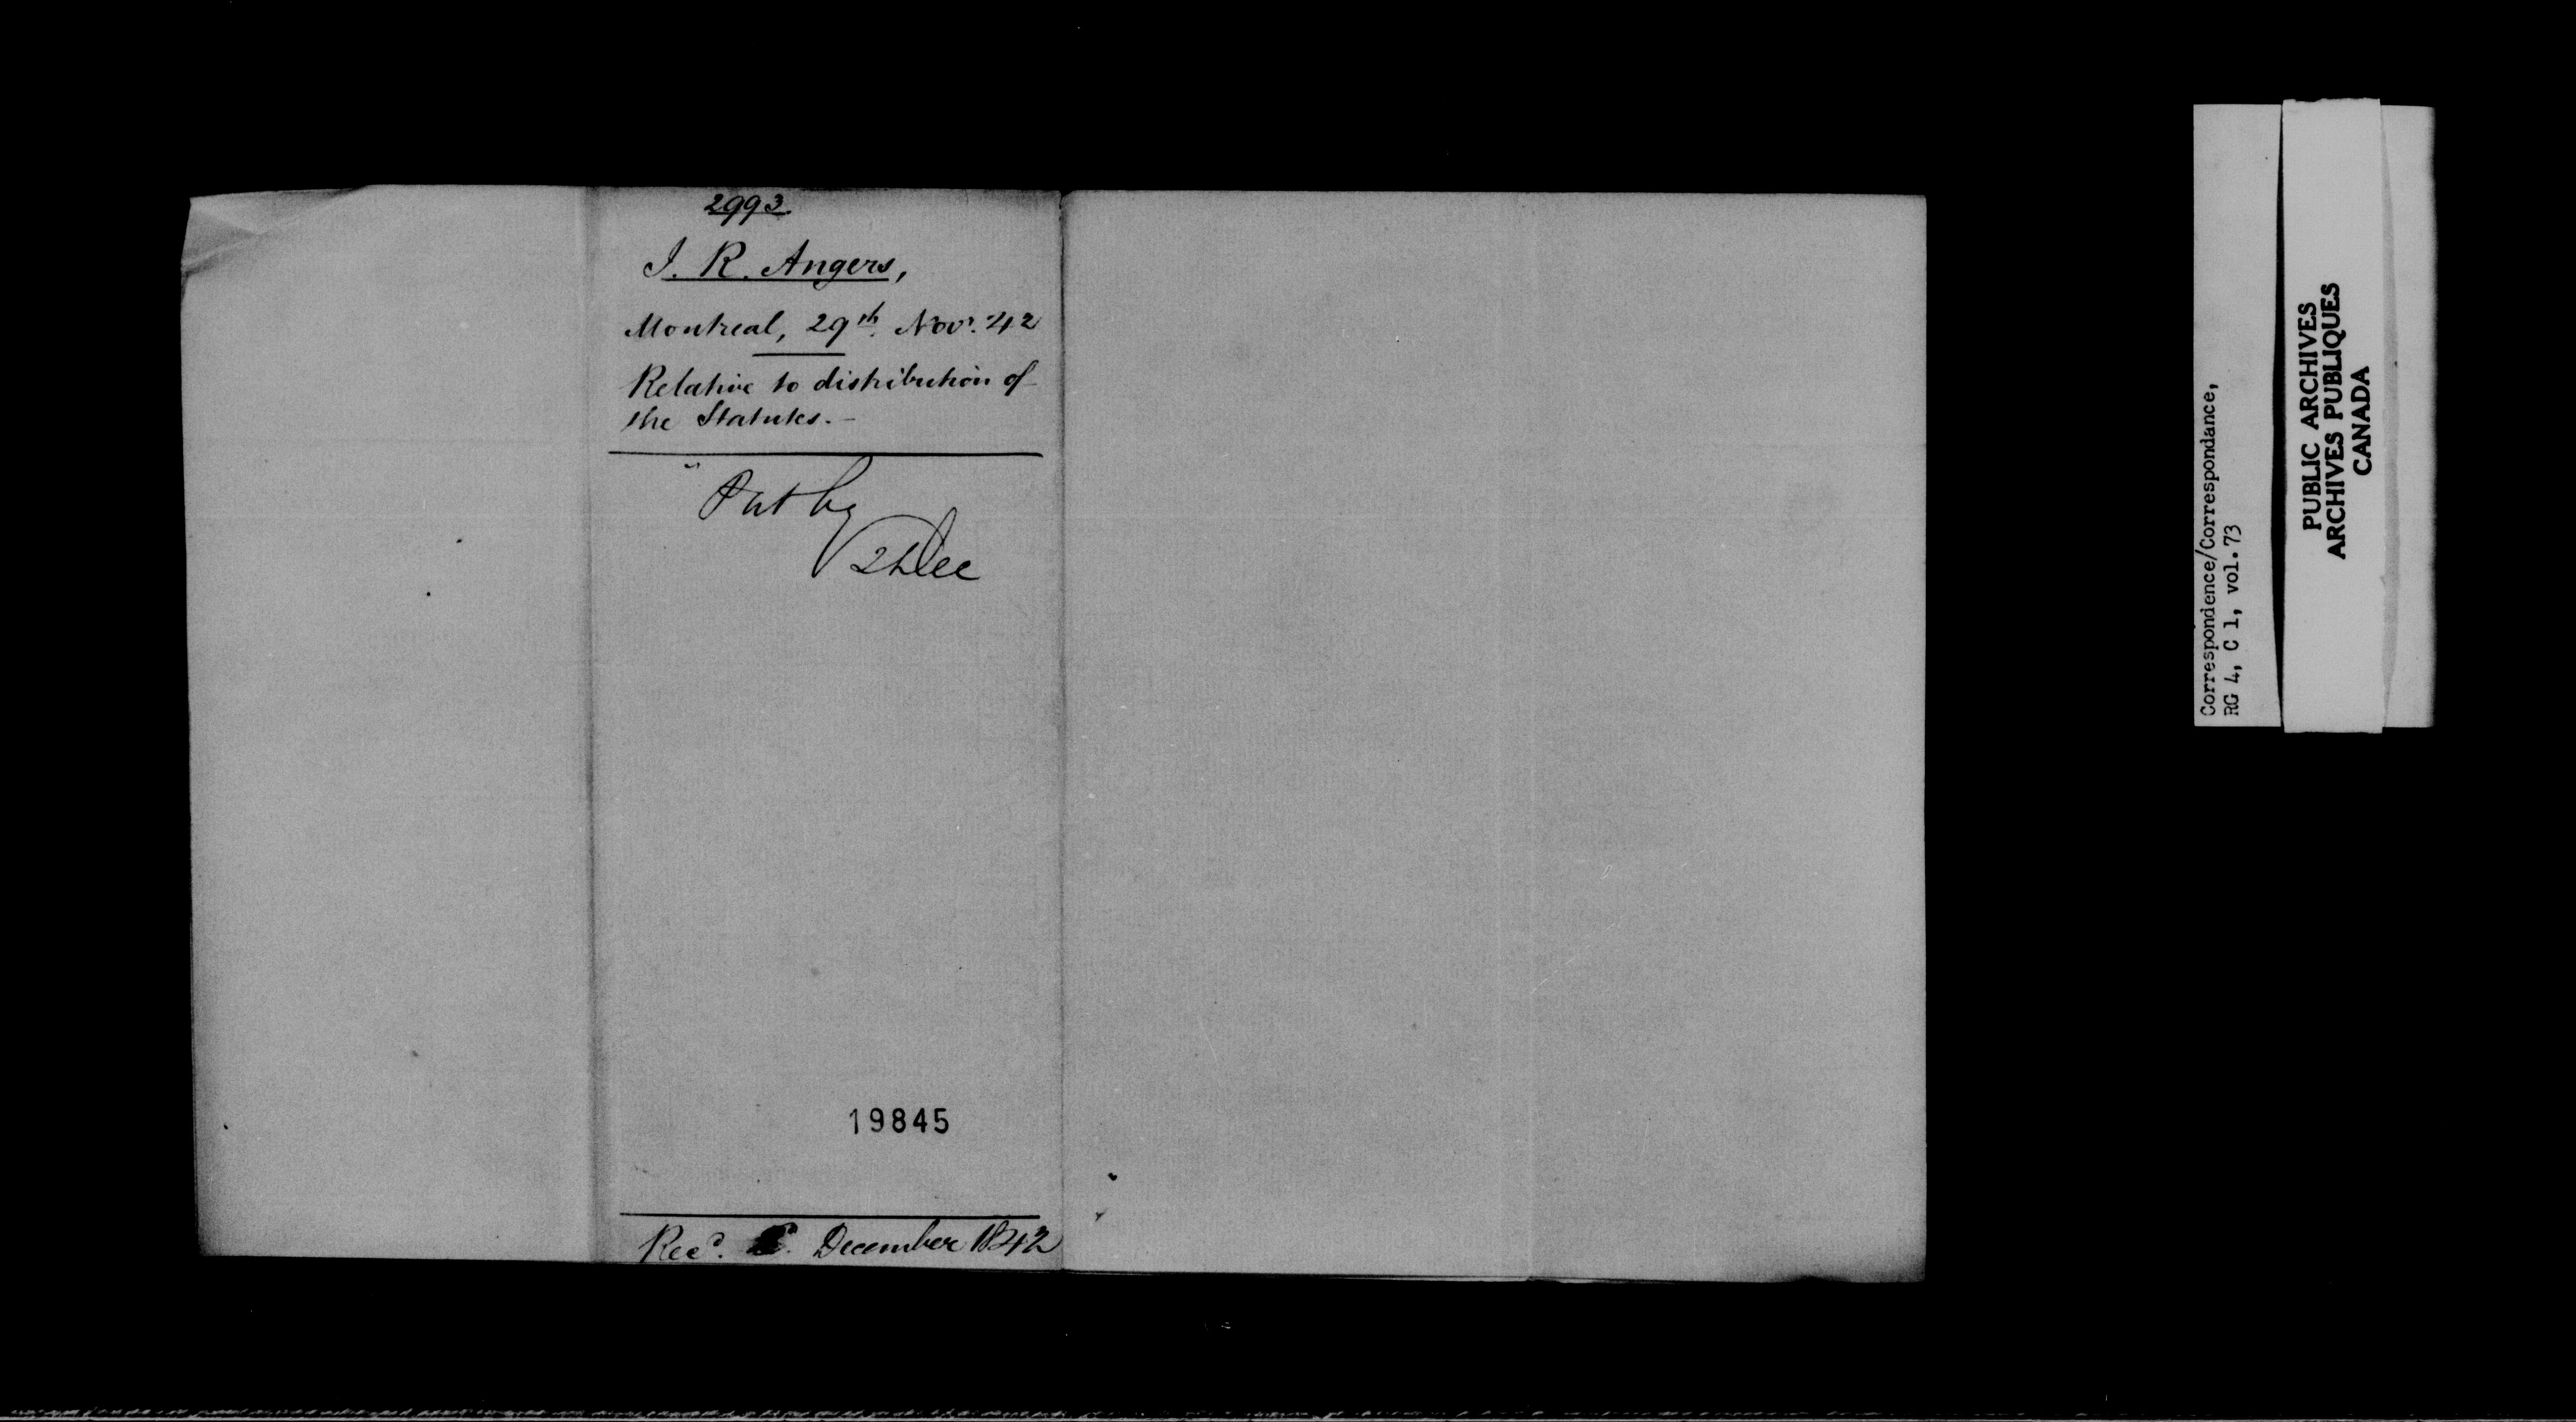 2993
J. R. Angers,
Montreal, 29th. Novr. 42
Relative to distribution of
the Statutes. —
Put by
Dec
19845
Recd. December 1842
Correspondence/Correspondance,
RG 4, C 1, vol.73
PUBLIC ARCHIVES
ARCHIVES PUBLIQUES
CANADA